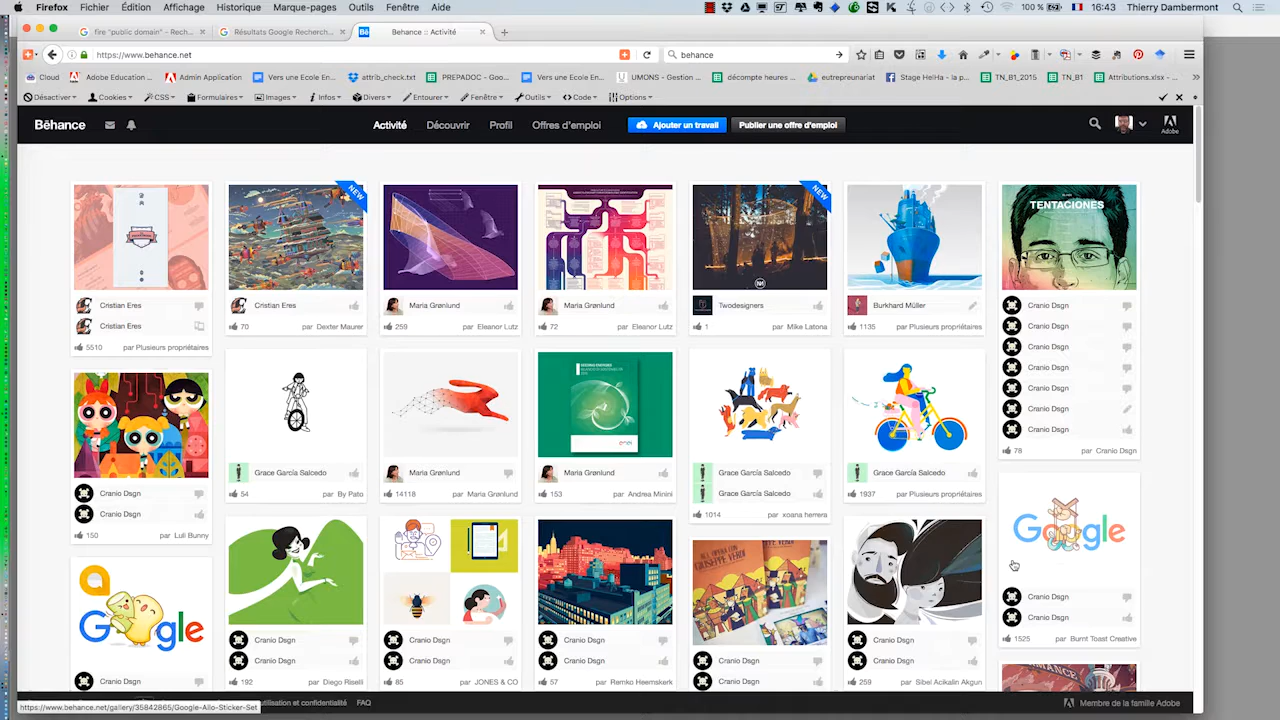 Firefox Fichier Édition Affichage Historique Marque-pages Outils Fenêtre Aide 100 % 16:43 Thierry Dambermont
fire "public domain" - Rech… Résultats Google Recherc… Behance :: Activité
https://www.behance.net behance
Cloud Adobe Education … Admin Application Vers une Ecole En… attrib_check.txt PREPADOC - Goo… Vers une Ecole En… UMONS - Gestion … décompte heures … eutrepreunariat Stage HelHa - la p… TN_B1_2015 TN_B1 Attributions.xlsx - …
Désactiver Cookies CSS Formulaires Images Infos Divers Entourer Fenêtre Outils Code Options
Bēhance Activité Découvrir Profil Offres d'emploi Ajouter un travail Publier une offre d'emploi Adobe
NEW NEW
TENTACIONES
Cristian Eres Cristian Eres Maria Grønlund Maria Grønlund Twodesigners Burkhard Müller Cranio Dsgn
Cristian Eres 70 par Dexter Maurer 259 par Eleanor Lutz 72 par Eleanor Lutz 1 par Mike Latona 1135 par Plusieurs propriétaires Cranio Dsgn
5510 par Plusieurs propriétaires Cranio Dsgn
Cranio Dsgn
Cranio Dsgn
Cranio Dsgn
Cranio Dsgn
enel
78 par Cranio Dsgn
Grace García Salcedo Maria Grønlund Maria Grønlund Grace García Salcedo Grace García Salcedo
Cranio Dsgn 54 par By Pato 14118 par Maria Grønlund 153 par Andrea Minini Grace García Salcedo 1937 par Plusieurs propriétaires
Cranio Dsgn 1014 par xoana herrera
150 par Luli Bunny
Google
ALL'OPERA CON
GIUSEPPE VERDI
Cranio Dsgn
Cranio Dsgn
Google
Cranio Dsgn Cranio Dsgn Cranio Dsgn Cranio Dsgn 1525 par Burnt Toast Creative
Cranio Dsgn Cranio Dsgn Cranio Dsgn Cranio Dsgn Cranio Dsgn
Cranio Dsgn 192 par Diego Riselli 85 par JONES & CO 57 par Remko Heemskerk Cranio Dsgn 259 par Sibel Acikalin Akgun
https://www.behance.net/gallery/35842865/Google-Allo-Sticker-Set utilisation et confidentialité FAQ Membre de la famille Adobe